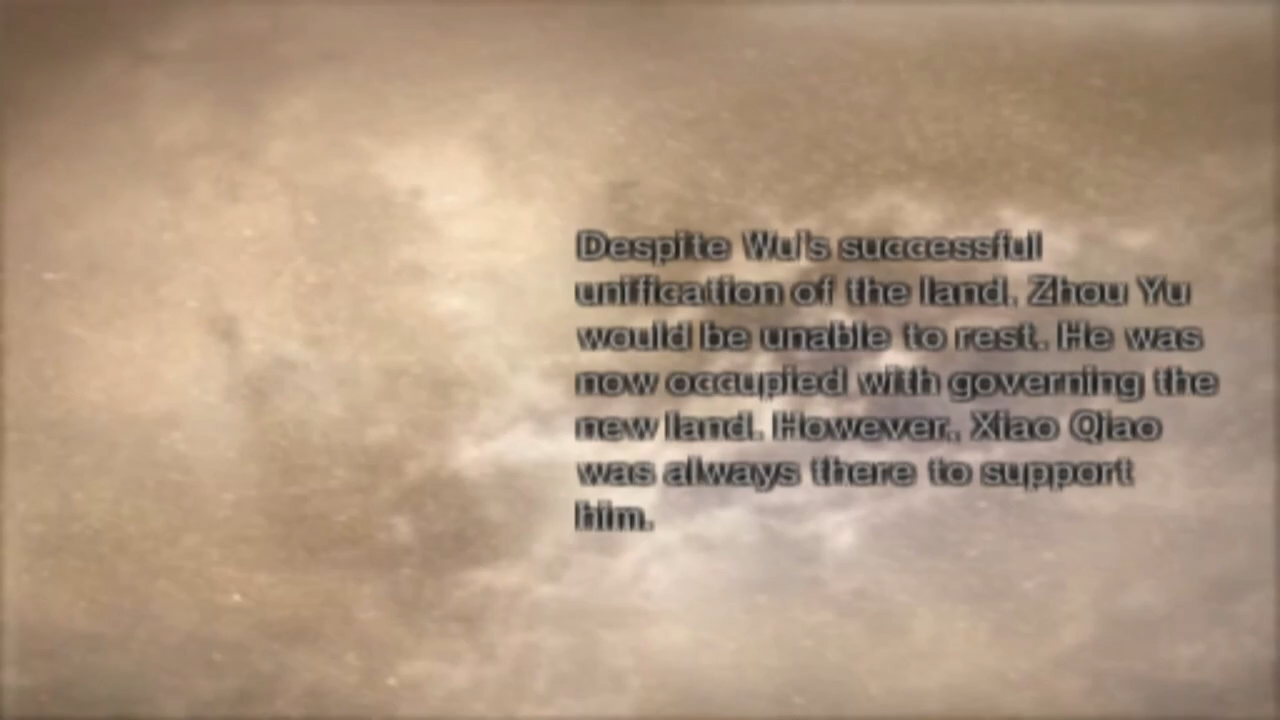 Despite Wu's successful
unification of the land. Zhou Yu
would be unable to rest. He was
now occupied with governing the
new land. However, Xiao Qiao
was always there to support
him.